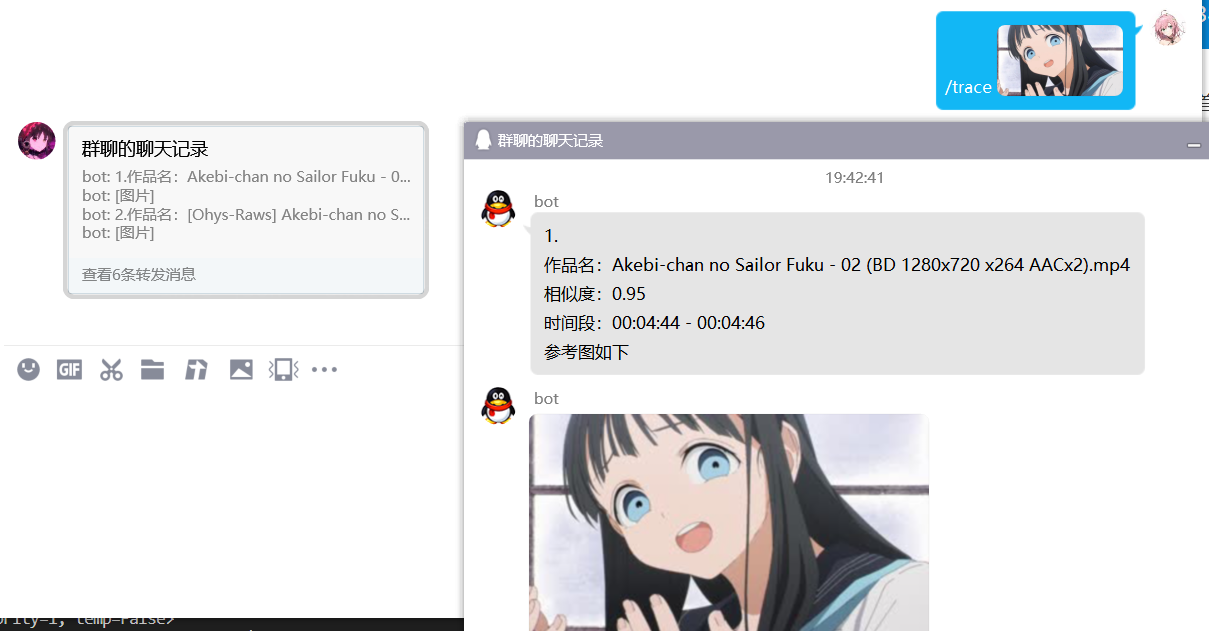 /trace
群聊的聊天记录
bot: 1.作品名：Akebi-chan no Sailor Fuku - 0...
bot: [图片]
bot: 2.作品名：[Ohys-Raws] Akebi-chan no S...
bot: [图片]
查看6条转发消息
GIF
群聊的聊天记录
19:42:41
bot
1.
作品名：Akebi-chan no Sailor Fuku - 02 (BD 1280x720 x264 AACx2).mp4
相似度：0.95
时间段：00:04:44 - 00:04:46
参考图如下
bot
ority=1, temp=False>